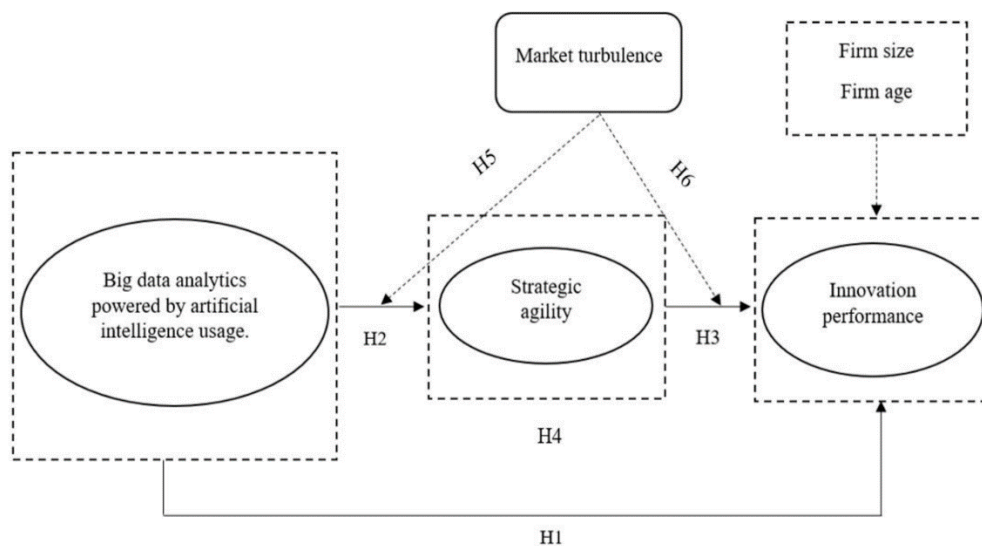 Market turbulence
Firm size
Firm age
H5
H6
Big data analytics
powered by artificial
intelligence usage.
Strategic
agility
Innovation
performance
H2
H3
H4
H1